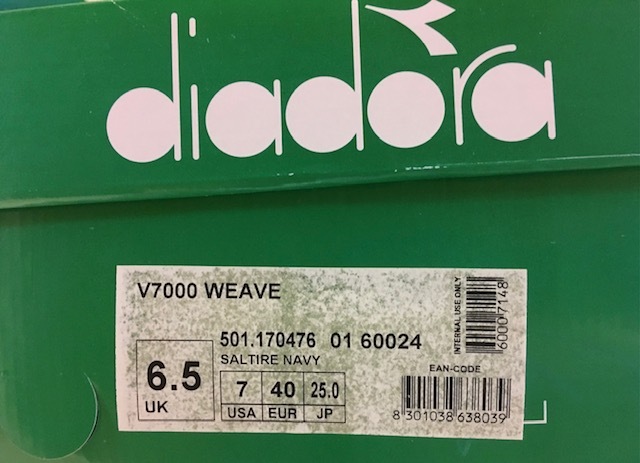 diadora
V7000 WEAVE
501.170476 01 60024
SALTIRE NAVY
6.5
UK
7 40 25.0
USA EUR JP
INTERNAL USE ONLY
60007148
EAN-CODE
8 301038 638039